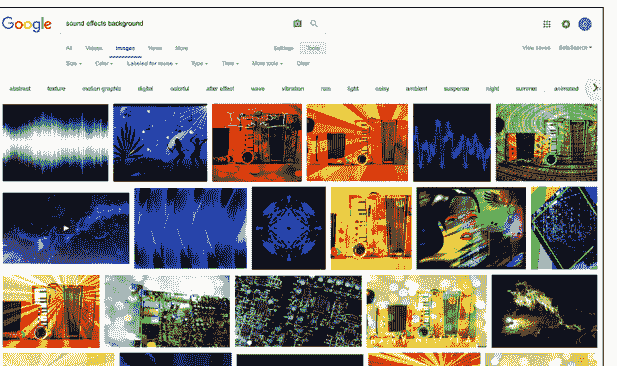 Google sound effects background
All Videos Images News More Settings Tools View saved SafeSearch
Size Color Labeled for reuse Type Time More tools Clear
abstract texture motion graphic digital colorful after effect wave vibration rain light noisy ambient suspense night summer animated